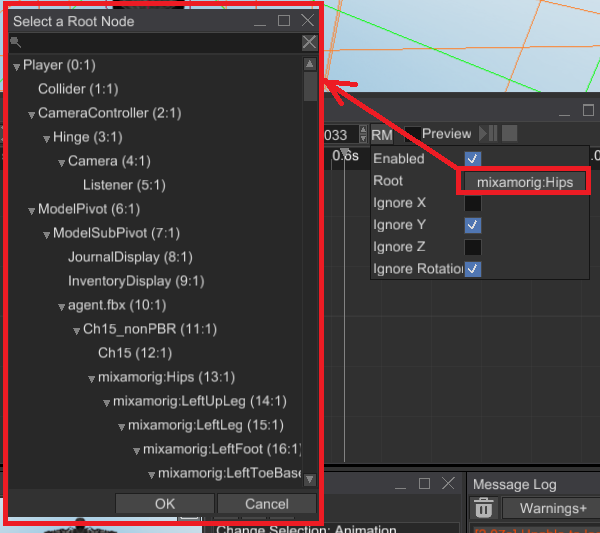 Select a Root Node
Player (0:1)
Collider (1:1)
CameraController (2:1)
Hinge (3:1)
Camera (4:1)
Listener (5:1)
ModelPivot (6:1)
ModelSubPivot (7:1)
JournalDisplay (8:1)
InventoryDisplay (9:1)
agent.fbx (10:1)
Ch15_nonPBR (11:1)
Ch15 (12:1)
mixamorig:Hips (13:1)
mixamorig:LeftUpLeg (14:1)
mixamorig:LeftLeg (15:1)
mixamorig:LeftFoot (16:1)
mixamorig:LeftToeBase
OK Cancel
033 RM Preview
0.6s
Enabled
Root mixamorig:Hips
Ignore X
Ignore Y
Ignore Z
Ignore Rotation
Message Log
Warnings+
Change Selection: Animation